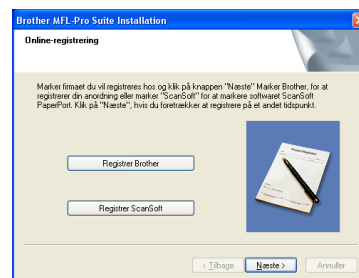 Brother MFL-Pro Suite Installation
Online-registrering
Marker firmaet du vil registreres hos og klik på knappen "Næste" Marker Brother, for at
registrerer din anordning eller marker "ScanSoft" for at markere softwaret ScanSoft
PaperPort. Klik på "Næste", hvis du foretrækker at registrere på et andet tidspunkt.
Registrer Brother
Registrer ScanSoft
< Tilbage
Næste >
Annuller